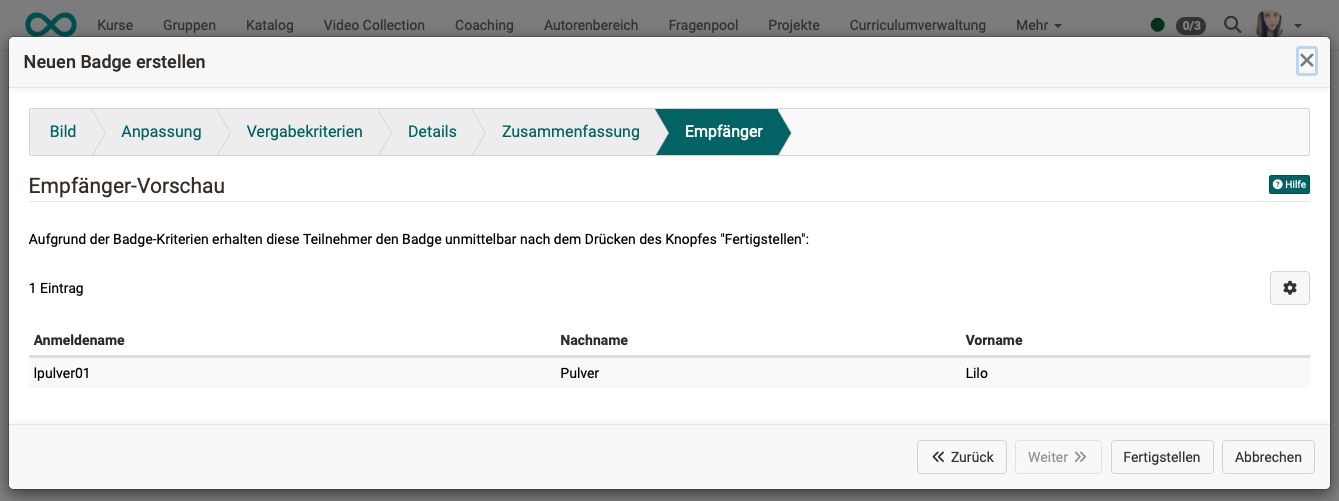 Kurse Gruppen Katalog Video Collection Coaching Autorenbereich Fragenpool Projekte Curriculumverwaltung Mehr 0/3
Neuen Badge erstellen
Bild Anpassung Vergabekriterien Details Zusammenfassung Empfänger
Empfänger-Vorschau Hilfe
Aufgrund der Badge-Kriterien erhalten diese Teilnehmer den Badge unmittelbar nach dem Drücken des Knopfes "Fertigstellen":
1 Eintrag
Anmeldename Nachname Vorname
lpulver01 Pulver Lilo
Zurück Weiter Fertigstellen Abbrechen